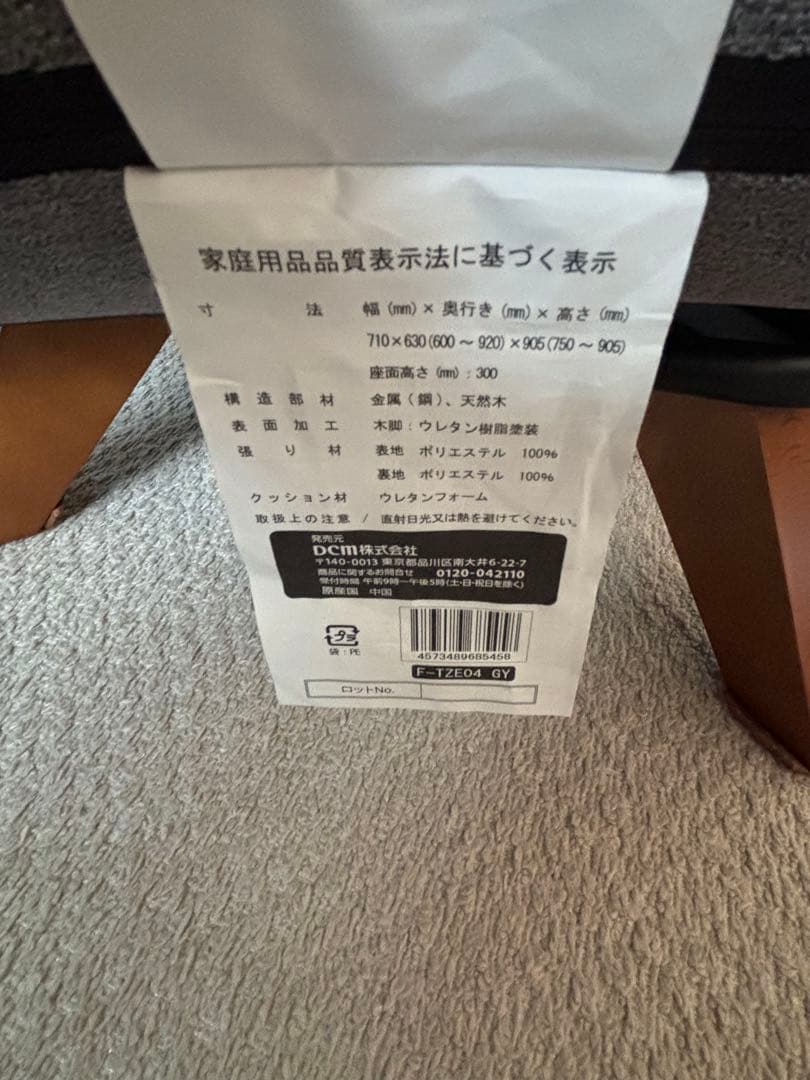 家庭用品品質表示法に基づく表示
寸法 幅(mm)×奥行き(mm)×高さ(mm)
710×630(600～920)×905(750～905)
座面高さ(mm):300
構造部材 金属(鋼)、天然木
表面加工 木脚:ウレタン樹脂塗装
張り材 表地 ポリエステル 100%
裏地 ポリエステル 100%
クッション材 ウレタンフォーム
取扱上の注意 / 直射日光又は熱を避けてください。
発売元
DCM株式会社
〒140-0013 東京都品川区南大井6-22-7
商品に関するお問合せ 0120-042110
受付時間 午前9時ー午後5時(土・日・祝日を除く)
原産国 中国
プラ
袋:PE
4573489685458
F-TZE04 GY
ロットNo.